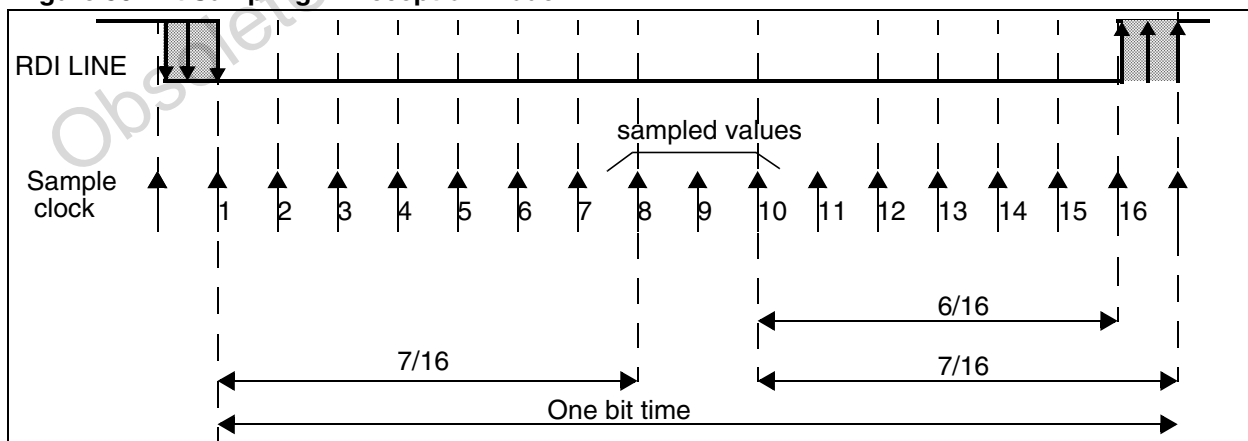 RDI LINE
sampled values
Sample
clock
1 2 3 4 5 6 7 8 9 10 11 12 13 14 15 16
6/16
7/16
7/16
One bit time